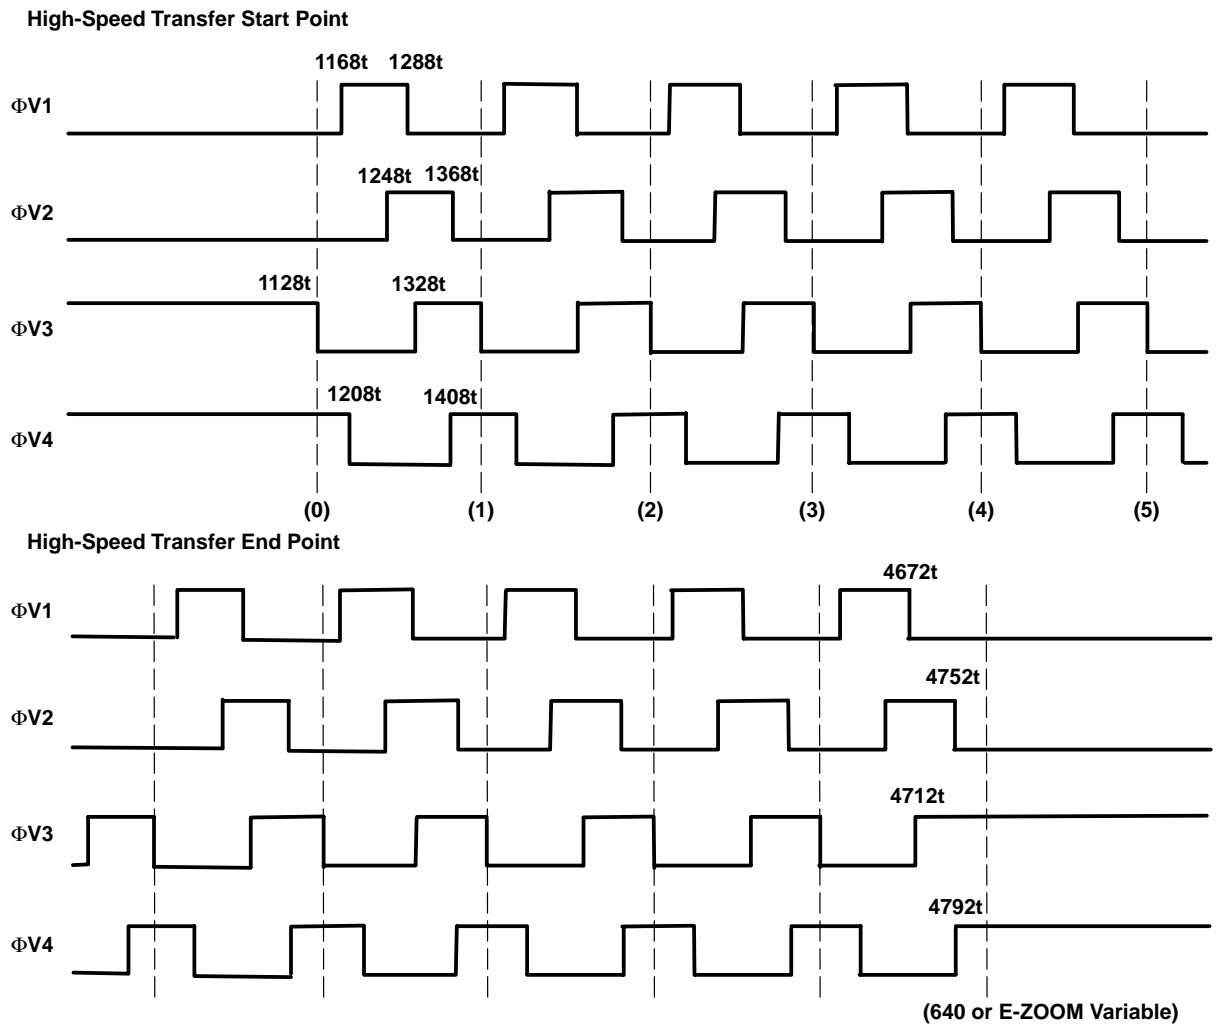 High-Speed Transfer Start Point
1168t 1288t
ΦV1
1248t 1368t
ΦV2
1128t 1328t
ΦV3
1208t 1408t
ΦV4
(0) (1) (2) (3) (4) (5)
High-Speed Transfer End Point
4672t
ΦV1
4752t
ΦV2
4712t
ΦV3
4792t
ΦV4
(640 or E-ZOOM Variable)